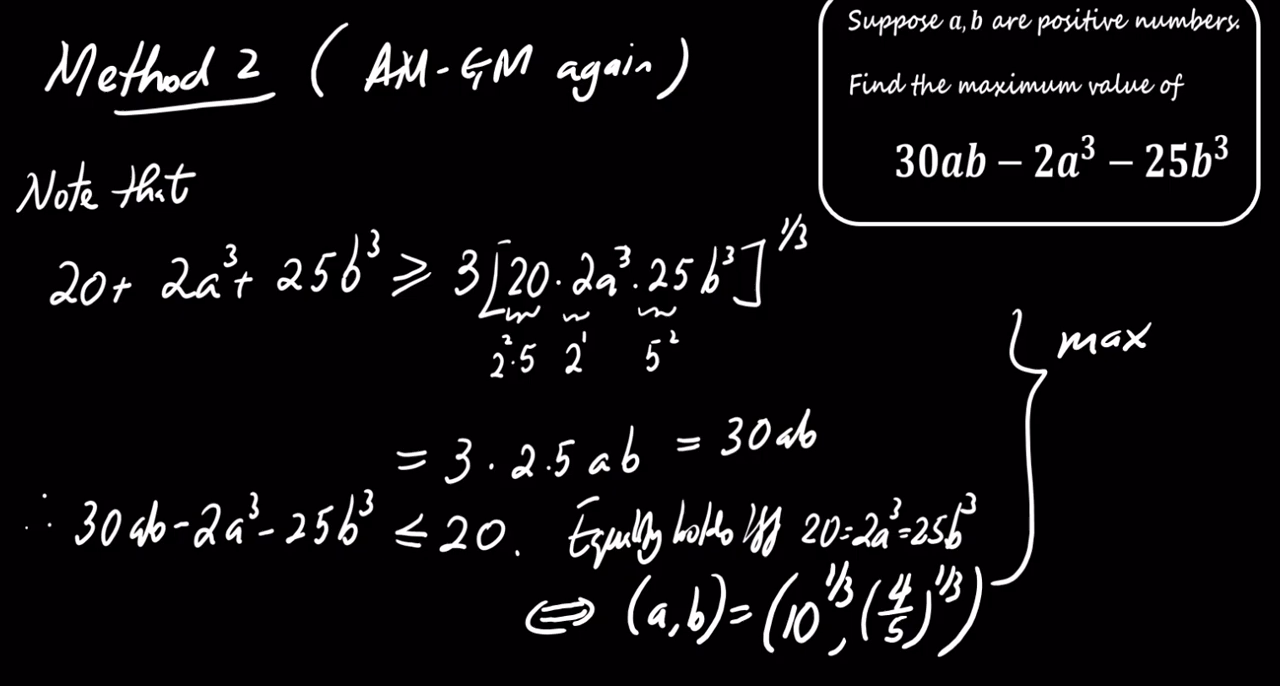 Method 2 ( AM-GM again )
Suppose a, b are positive numbers.
Find the maximum value of
30ab − 2a³ − 25b³
Note that
20 + 2a³ + 25b³ ⩾ 3[20 · 2a³ · 25b³]^{1/3}
2²·5 2¹ 5²
max
= 3 · 2·5 ab = 30ab
∴ 30ab - 2a³ - 25b³ ≤ 20. Equality holds iff 20 = 2a³ = 25b³
⟺ (a,b) = (10^{1/3}, (4/5)^{1/3})